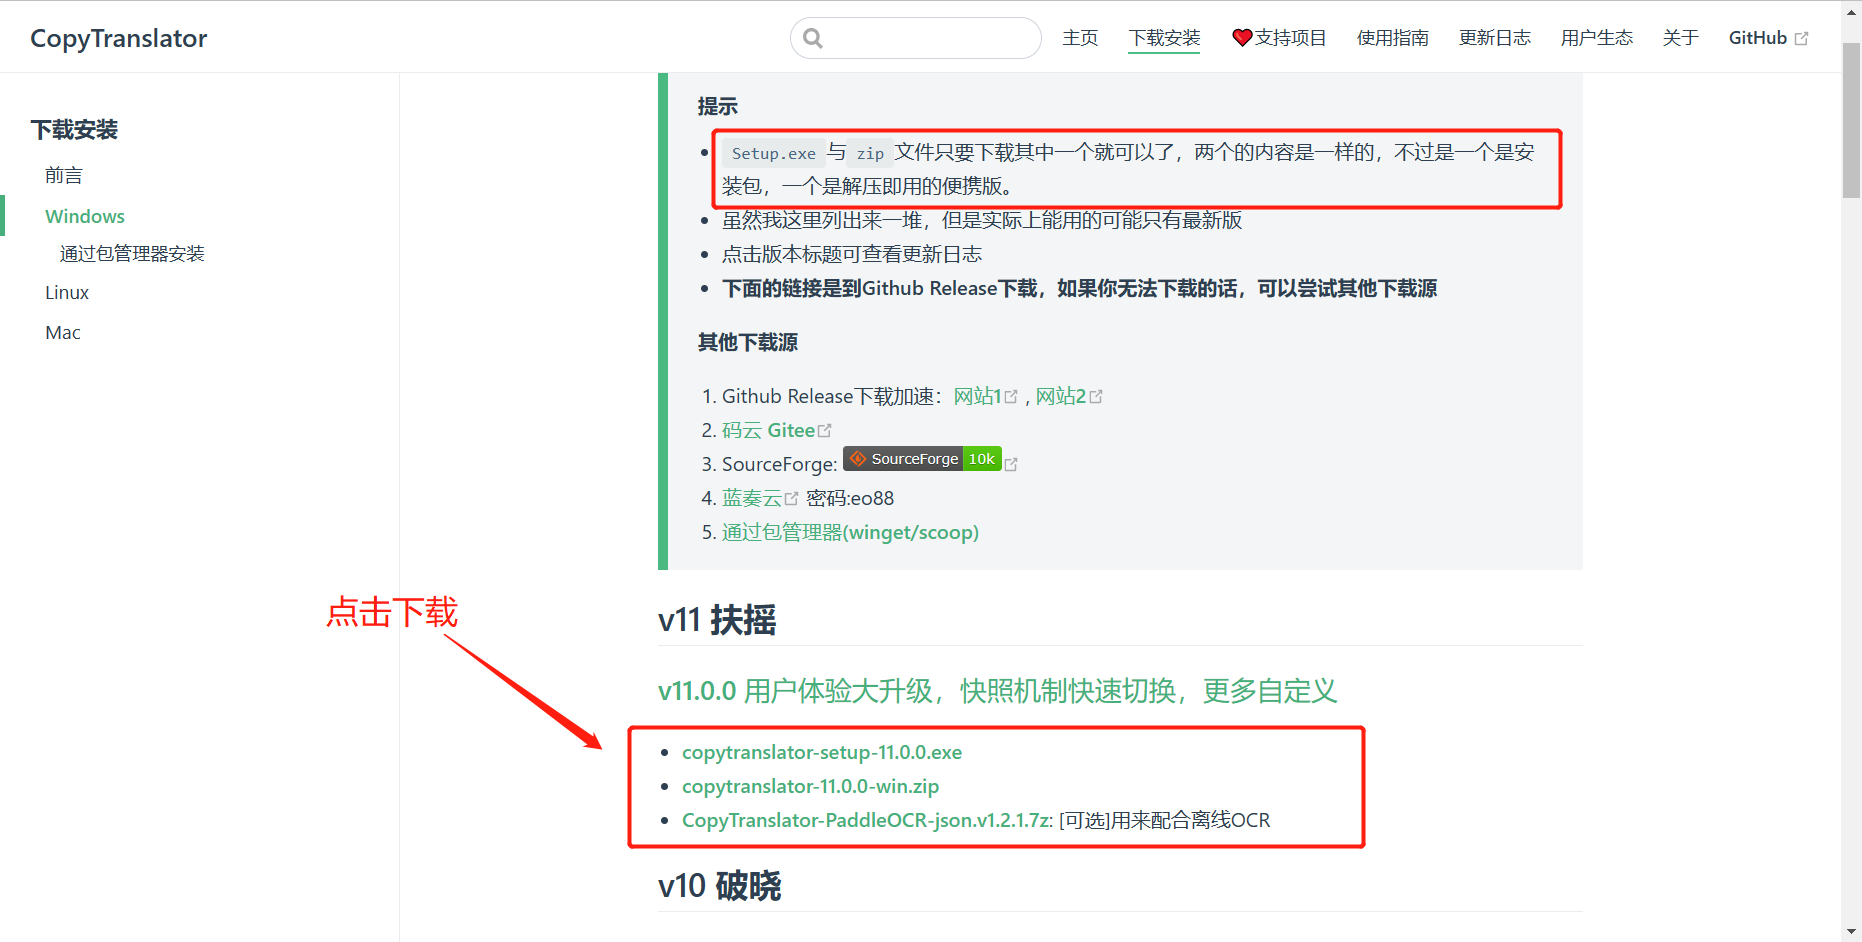 CopyTranslator
主页 下载安装 支持项目 使用指南 更新日志 用户生态 关于 GitHub
下载安装
前言
Windows
通过包管理器安装
Linux
Mac
提示
Setup.exe 与 zip 文件只要下载其中一个就可以了，两个的内容是一样的，不过是一个是安
装包，一个是解压即用的便携版。
虽然我这里列出来一堆，但是实际上能用的可能只有最新版
点击版本标题可查看更新日志
下面的链接是到Github Release下载，如果你无法下载的话，可以尝试其他下载源
其他下载源
1. Github Release下载加速：网站1 , 网站2
2. 码云 Gitee
3. SourceForge: SourceForge 10k
4. 蓝奏云 密码:eo88
5. 通过包管理器(winget/scoop)
点击下载
v11 扶摇
v11.0.0 用户体验大升级，快照机制快速切换，更多自定义
copytranslator-setup-11.0.0.exe
copytranslator-11.0.0-win.zip
CopyTranslator-PaddleOCR-json.v1.2.1.7z: [可选]用来配合离线OCR
v10 破晓